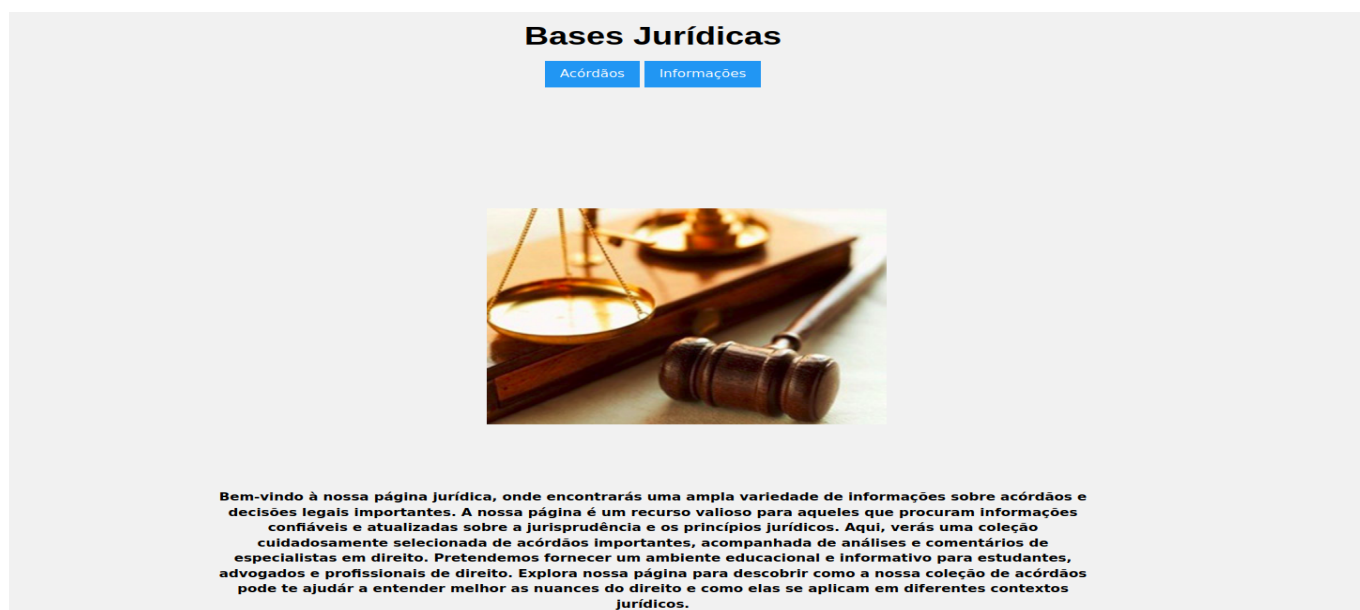 Bases Jurídicas
Acórdãos
Informações
Bem-vindo à nossa página jurídica, onde encontrarás uma ampla variedade de informações sobre acórdãos e
decisões legais importantes. A nossa página é um recurso valioso para aqueles que procuram informações
confiáveis e atualizadas sobre a jurisprudência e os princípios jurídicos. Aqui, verás uma coleção
cuidadosamente selecionada de acórdãos importantes, acompanhada de análises e comentários de
especialistas em direito. Pretendemos fornecer um ambiente educacional e informativo para estudantes,
advogados e profissionais de direito. Explora nossa página para descobrir como a nossa coleção de acórdãos
pode te ajudár a entender melhor as nuances do direito e como elas se aplicam em diferentes contextos
jurídicos.